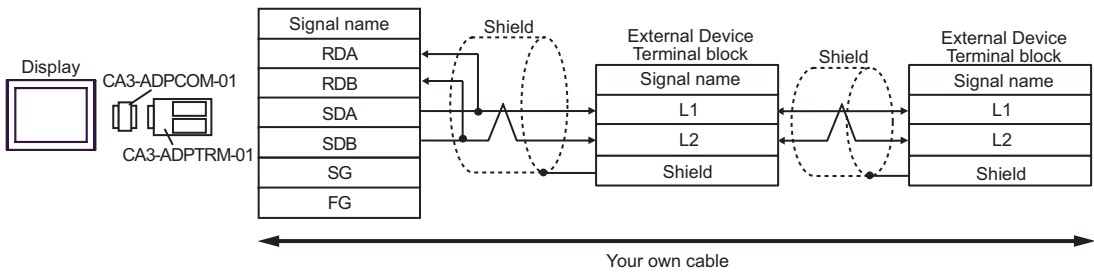 Display
CA3-ADPCOM-01
CA3-ADPTRM-01
Signal name
RDA
RDB
SDA
SDB
SG
FG
Shield
External Device
Terminal block
Signal name
L1
L2
Shield
Shield
External Device
Terminal block
Signal name
L1
L2
Shield
Your own cable